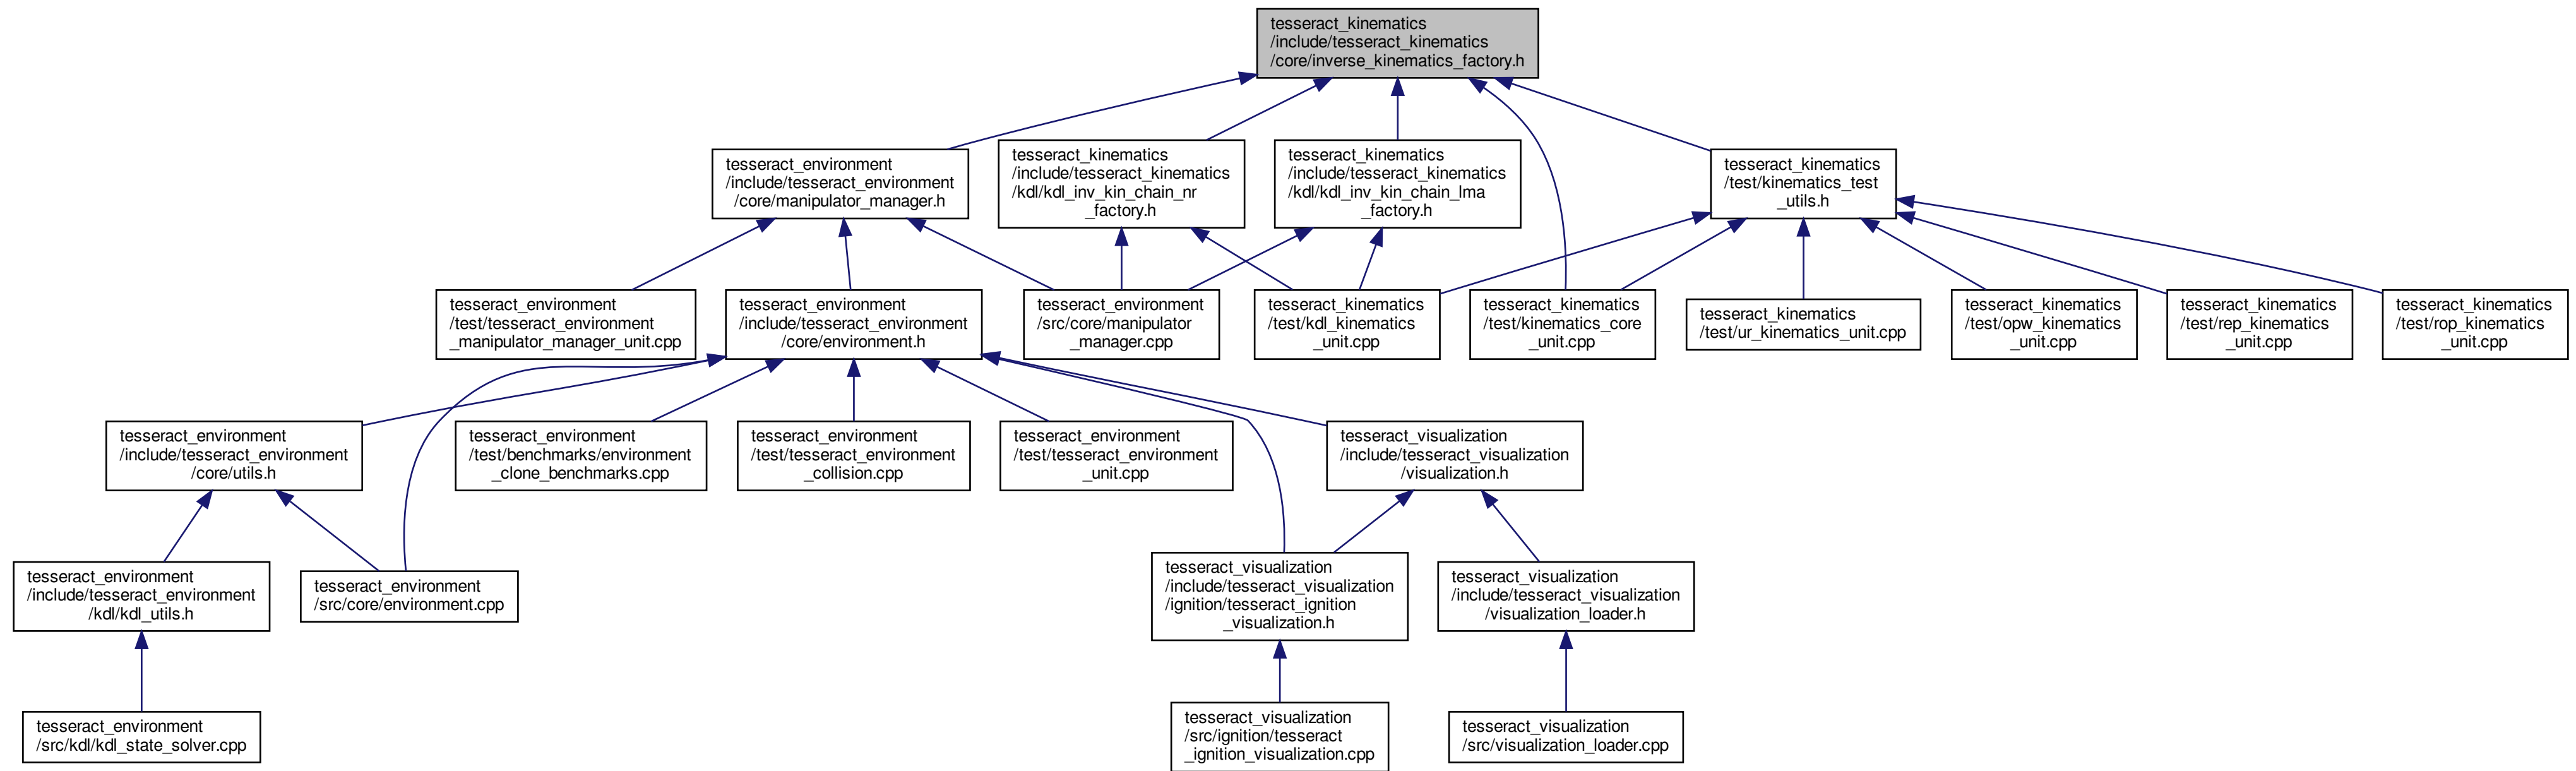 tesseract_kinematics
/include/tesseract_kinematics
/core/inverse_kinematics_factory.h
tesseract_environment
/include/tesseract_environment
/core/manipulator_manager.h
tesseract_kinematics
/include/tesseract_kinematics
/kdl/kdl_inv_kin_chain_nr
_factory.h
tesseract_kinematics
/include/tesseract_kinematics
/kdl/kdl_inv_kin_chain_lma
_factory.h
tesseract_kinematics
/test/kinematics_test
_utils.h
tesseract_environment
/test/tesseract_environment
_manipulator_manager_unit.cpp
tesseract_environment
/include/tesseract_environment
/core/environment.h
tesseract_environment
/src/core/manipulator
_manager.cpp
tesseract_kinematics
/test/kdl_kinematics
_unit.cpp
tesseract_kinematics
/test/kinematics_core
_unit.cpp
tesseract_kinematics
/test/ur_kinematics_unit.cpp
tesseract_kinematics
/test/opw_kinematics
_unit.cpp
tesseract_kinematics
/test/rep_kinematics
_unit.cpp
tesseract_kinematics
/test/rop_kinematics
_unit.cpp
tesseract_environment
/include/tesseract_environment
/core/utils.h
tesseract_environment
/test/benchmarks/environment
_clone_benchmarks.cpp
tesseract_environment
/test/tesseract_environment
_collision.cpp
tesseract_environment
/test/tesseract_environment
_unit.cpp
tesseract_visualization
/include/tesseract_visualization
/visualization.h
tesseract_environment
/include/tesseract_environment
/kdl/kdl_utils.h
tesseract_environment
/src/core/environment.cpp
tesseract_visualization
/include/tesseract_visualization
/ignition/tesseract_ignition
_visualization.h
tesseract_visualization
/include/tesseract_visualization
/visualization_loader.h
tesseract_environment
/src/kdl/kdl_state_solver.cpp
tesseract_visualization
/src/ignition/tesseract
_ignition_visualization.cpp
tesseract_visualization
/src/visualization_loader.cpp